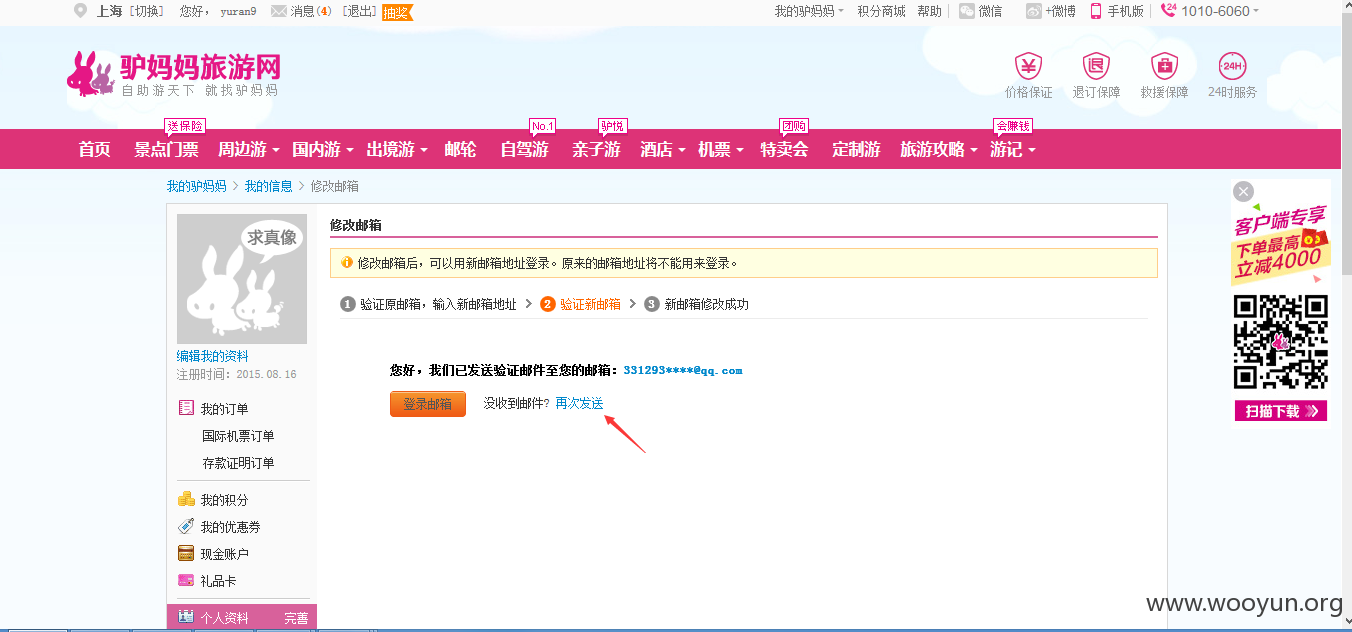 上海 [切换] 您好， yuran9 消息(4) [退出] 抽奖 我的驴妈妈 积分商城 帮助 微信 +微博 手机版 24 1010-6060
驴妈妈旅游网
自助游天下 就找驴妈妈
价格保证 退订保障 救援保障 24时服务
¥ 退 24H
送保险 No.1 驴悦 团购 会赚钱
首页 景点门票 周边游 国内游 出境游 邮轮 自驾游 亲子游 酒店 机票 特卖会 定制游 旅游攻略 游记
我的驴妈妈 > 我的信息 > 修改邮箱
求真像
编辑我的资料
注册时间：2015.08.16
我的订单
国际机票订单
存款证明订单
我的积分
我的优惠券
现金账户
礼品卡
个人资料 完善
修改邮箱
修改邮箱后，可以用新邮箱地址登录。原来的邮箱地址将不能用来登录。
1 验证原邮箱，输入新邮箱地址 > 2 验证新邮箱 > 3 新邮箱修改成功
您好，我们已发送验证邮件至您的邮箱：331293****@qq.com
登录邮箱 没收到邮件? 再次发送
客户端专享
下单最高
立减4000
扫描下载
www.wooyun.org